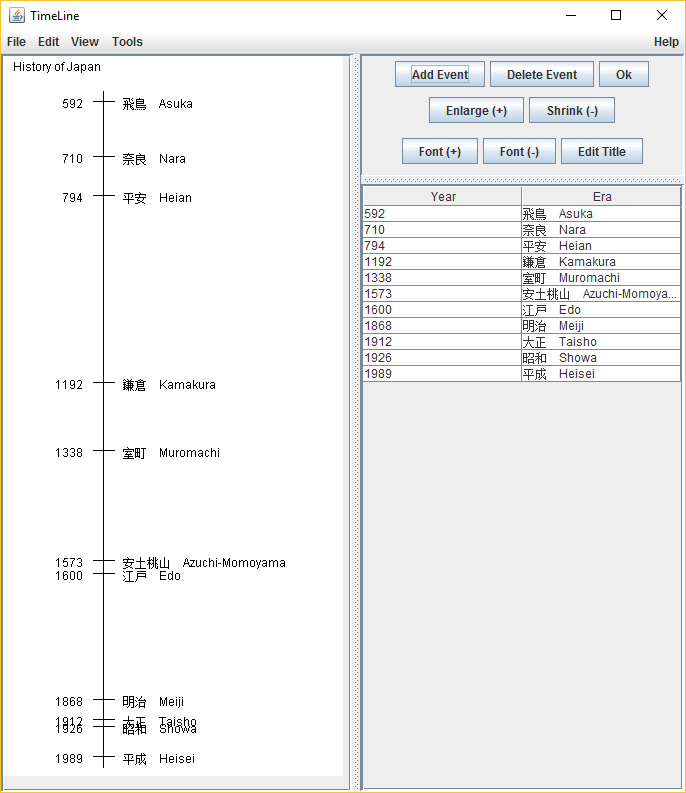 TimeLine
File Edit View Tools Help
History of Japan
592 飛鳥　Asuka
710 奈良　Nara
794 平安　Heian
1192 鎌倉　Kamakura
1338 室町　Muromachi
1573 安土桃山　Azuchi-Momoyama
1600 江戸　Edo
1868 明治　Meiji
1912 大正　Taisho
1926 昭和　Showa
1989 平成　Heisei
Add Event Delete Event Ok
Enlarge (+) Shrink (-)
Font (+) Font (-) Edit Title
Year Era
592 飛鳥　Asuka
710 奈良　Nara
794 平安　Heian
1192 鎌倉　Kamakura
1338 室町　Muromachi
1573 安土桃山　Azuchi-Momoya...
1600 江戸　Edo
1868 明治　Meiji
1912 大正　Taisho
1926 昭和　Showa
1989 平成　Heisei